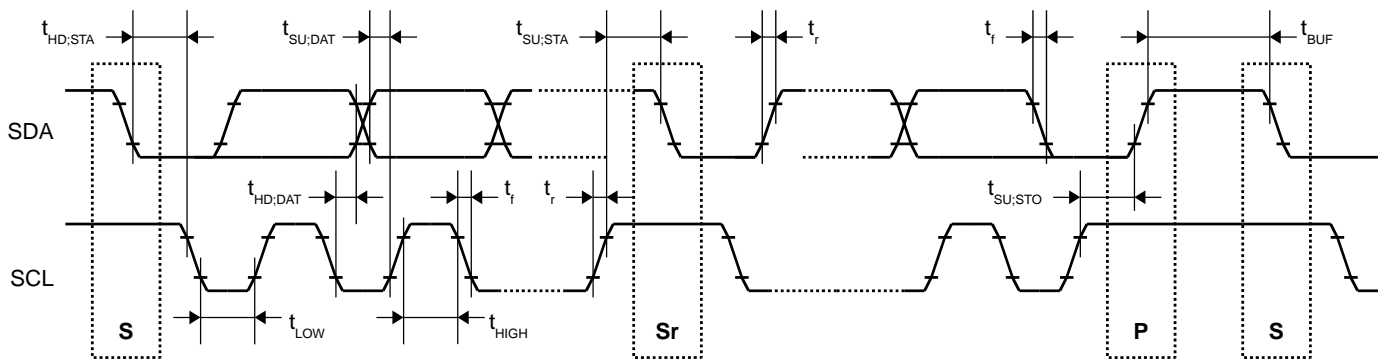 tHD;STA tSU;DAT tSU;STA tr tf tBUF
SDA
tHD;DAT tf tr tSU;STO
SCL
S tLOW tHIGH Sr P S